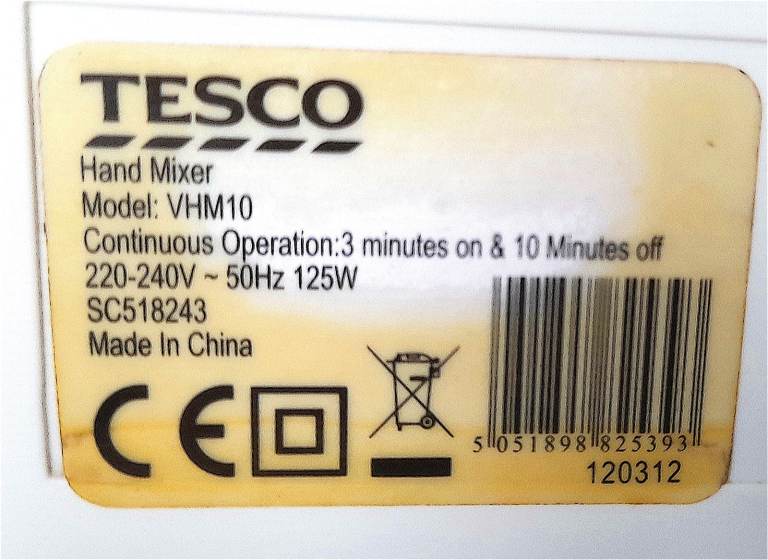 TESCO
Hand Mixer
Model: VHM10
Continuous Operation:3 minutes on & 10 Minutes off
220-240V ~ 50Hz 125W
SC518243
Made In China
CE
5 051898 825393
120312